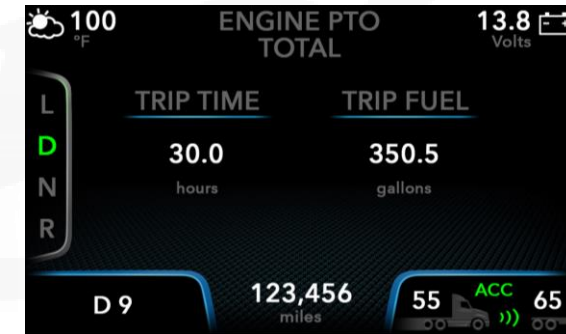 100
°F
ENGINE PTO
TOTAL
13.8
Volts
L
D
N
R
TRIP TIME
TRIP FUEL
30.0
350.5
hours
gallons
D 9
123,456
miles
55
ACC
65